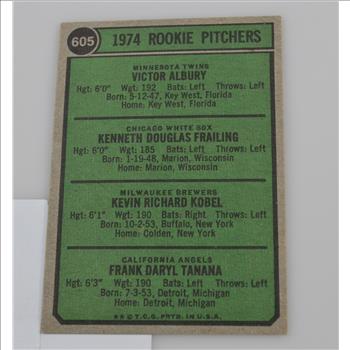 605 1974 ROOKIE PITCHERS
MINNESOTA TWINS
VICTOR ALBURY
Hgt: 6'0" Wgt: 192 Bats: Left Throws: Left
Born: 5-12-47, Key West, Florida
Home: Key West, Florida
CHICAGO WHITE SOX
KENNETH DOUGLAS FRAILING
Hgt: 6'0" Wgt: 185 Bats: Left Throws: Left
Born: 1-19-48, Marion, Wisconsin
Home: Marion, Wisconsin
MILWAUKEE BREWERS
KEVIN RICHARD KOBEL
Hgt: 6'1" Wgt: 190 Bats: Right Throws: Left
Born: 10-2-53, Buffalo, New York
Home: Colden, New York
CALIFORNIA ANGELS
FRANK DARYL TANANA
Hgt: 6'3" Wgt: 190 Bats: Left Throws: Left
Born: 7-3-53, Detroit, Michigan
Home: Detroit, Michigan
★★ © T.C.G. PRTD. IN U.S.A.